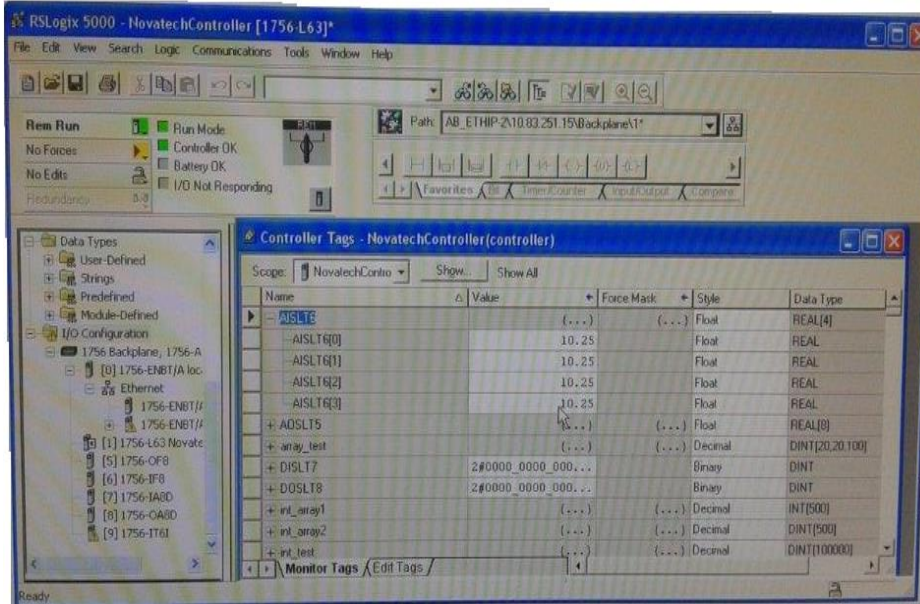 RSLogix 5000 - NovatechController [1756-L63]*
File Edit View Search Logic Communications Tools Window Help
Rem Run
No Forces
No Edits
Redundancy
Run Mode
Controller OK
Battery OK
I/O Not Responding
REM
Path: AB_ETHIP-2\10.83.251.15\Backplane\1*
Favorites Bit Timer/Counter Input/Output Compare
Data Types
User-Defined
Strings
Predefined
Module-Defined
I/O Configuration
1756 Backplane, 1756-A
[0] 1756-ENBT/A loc
Ethernet
1756-ENBT/
1756-ENBT/
[1] 1756-L63 Novate
[5] 1756-OF8
[6] 1756-IF8
[7] 1756-IA8D
[8] 1756-OA8D
[9] 1756-IT6I
Controller Tags - NovatechController(controller)
Scope: NovatechContro Show... Show All
Name Value Force Mask Style Data Type
AISLT6 {...} {...} Float REAL[4]
AISLT6[0] 10.25 Float REAL
AISLT6[1] 10.25 Float REAL
AISLT6[2] 10.25 Float REAL
AISLT6[3] 10.25 Float REAL
+ AOSLT5 {...} {...} Float REAL[8]
+ array_test {...} {...} Decimal DINT[20,20,100]
+ DISLT7 2#0000_0000_000... Binary DINT
+ DOSLT8 2#0000_0000_000... Binary DINT
+ int_array1 {...} {...} Decimal INT[500]
+ int_array2 {...} {...} Decimal DINT[500]
+ int_test {...} {...} Decimal DINT[100000]
Monitor Tags Edit Tags
Ready